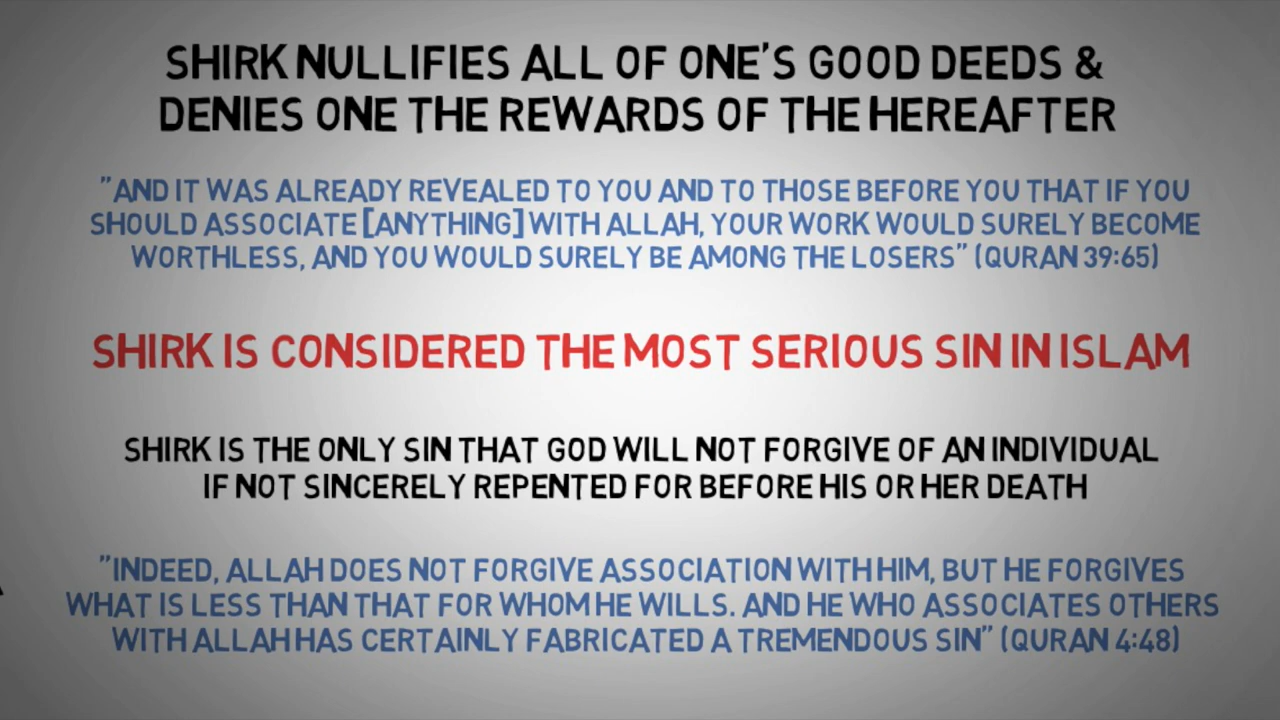 SHIRK NULLIFIES ALL OF ONE'S GOOD DEEDS &
DENIES ONE THE REWARDS OF THE HEREAFTER
"AND IT WAS ALREADY REVEALED TO YOU AND TO THOSE BEFORE YOU THAT IF YOU
SHOULD ASSOCIATE [ANYTHING] WITH ALLAH, YOUR WORK WOULD SURELY BECOME
WORTHLESS, AND YOU WOULD SURELY BE AMONG THE LOSERS" (QURAN 39:65)
SHIRK IS CONSIDERED THE MOST SERIOUS SIN IN ISLAM
SHIRK IS THE ONLY SIN THAT GOD WILL NOT FORGIVE OF AN INDIVIDUAL
IF NOT SINCERELY REPENTED FOR BEFORE HIS OR HER DEATH
"INDEED, ALLAH DOES NOT FORGIVE ASSOCIATION WITH HIM, BUT HE FORGIVES
WHAT IS LESS THAN THAT FOR WHOM HE WILLS. AND HE WHO ASSOCIATES OTHERS
WITH ALLAH HAS CERTAINLY FABRICATED A TREMENDOUS SIN" (QURAN 4:48)